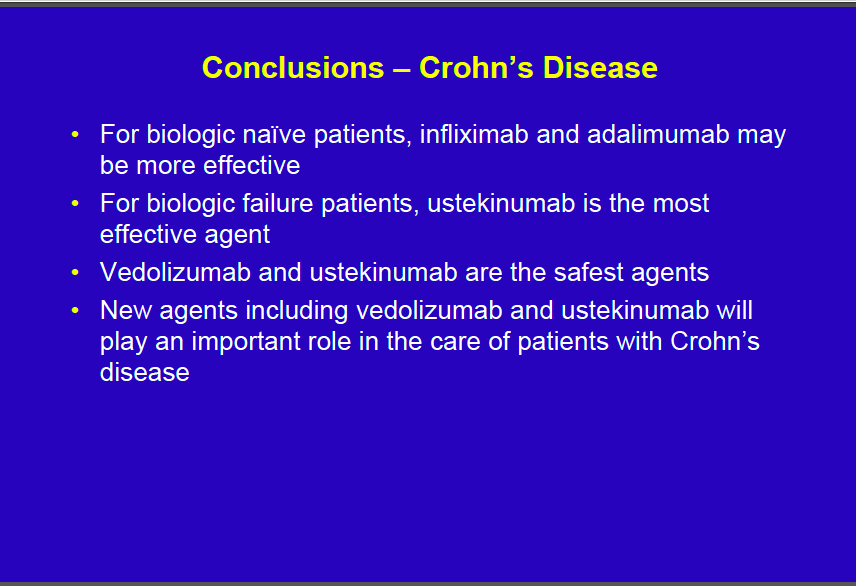 Conclusions – Crohn’s Disease
• For biologic naïve patients, infliximab and adalimumab may
be more effective
• For biologic failure patients, ustekinumab is the most
effective agent
• Vedolizumab and ustekinumab are the safest agents
• New agents including vedolizumab and ustekinumab will
play an important role in the care of patients with Crohn’s
disease